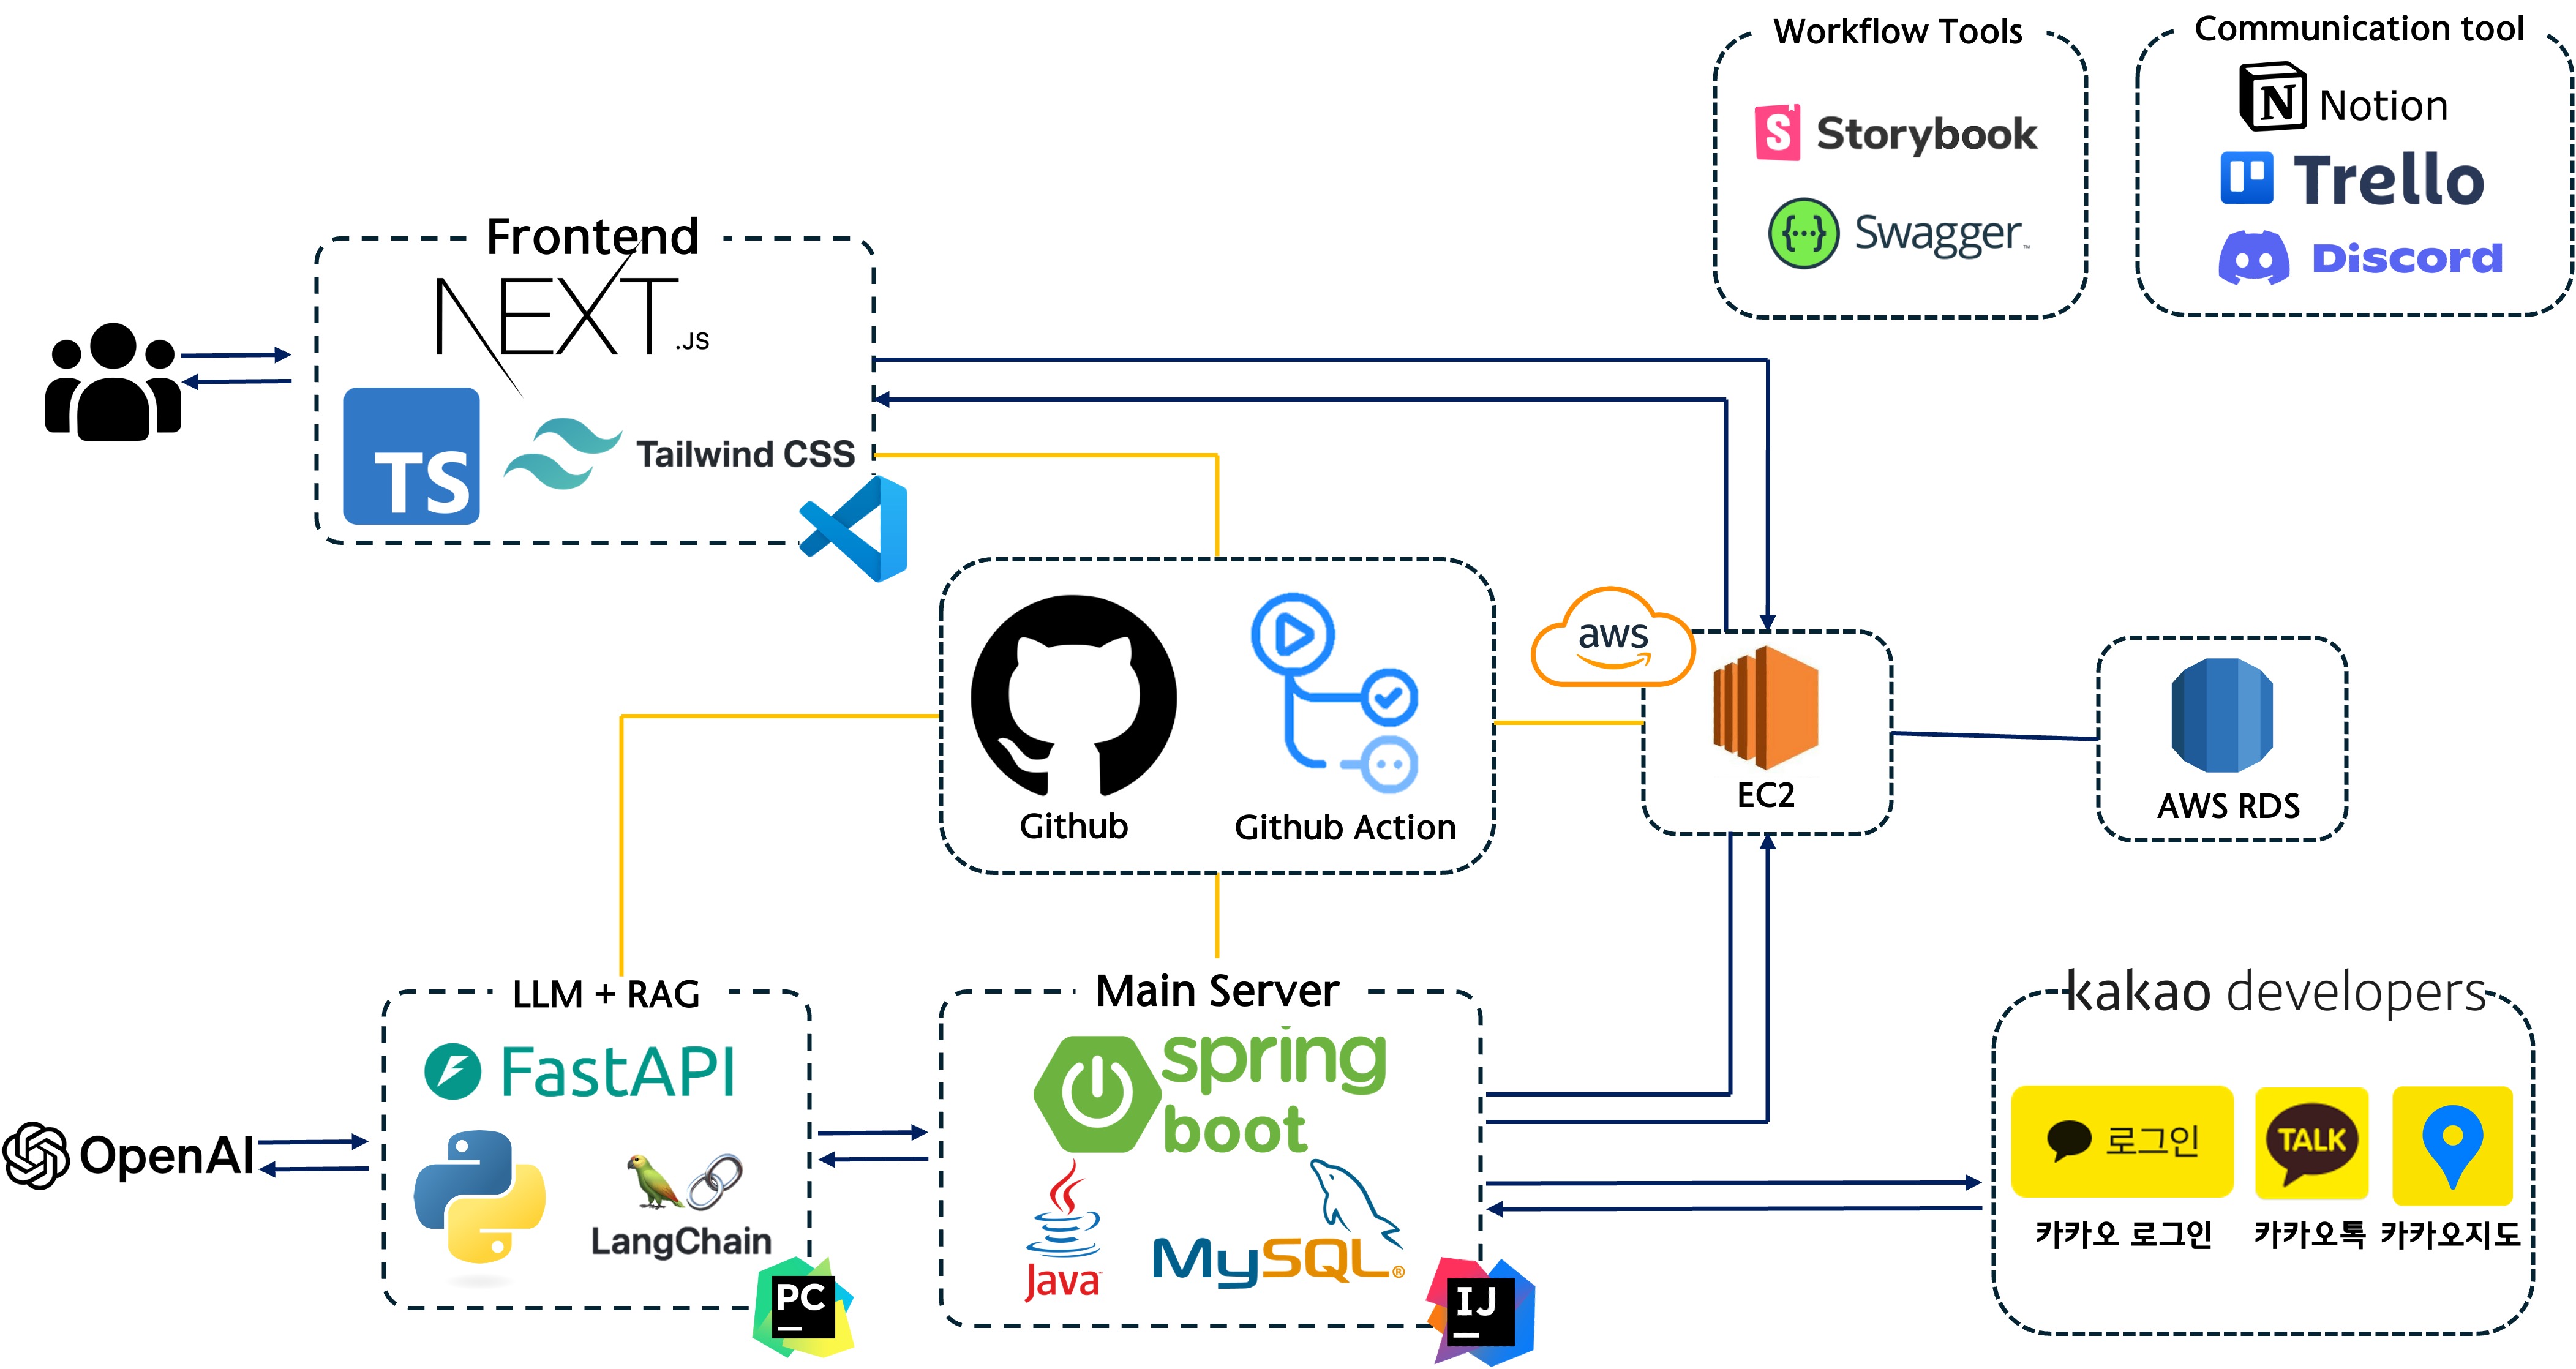 Workflow Tools
Storybook
Swagger™
Communication tool
Notion
Trello
Discord
Frontend
NEXT.JS
TS
Tailwind CSS
Github
Github Action
aws
EC2
AWS RDS
LLM + RAG
FastAPI
LangChain
PC
OpenAI
Main Server
spring
boot
Java™
MySQL®
IJ
kakao developers
로그인
TALK
카카오 로그인
카카오톡
카카오지도